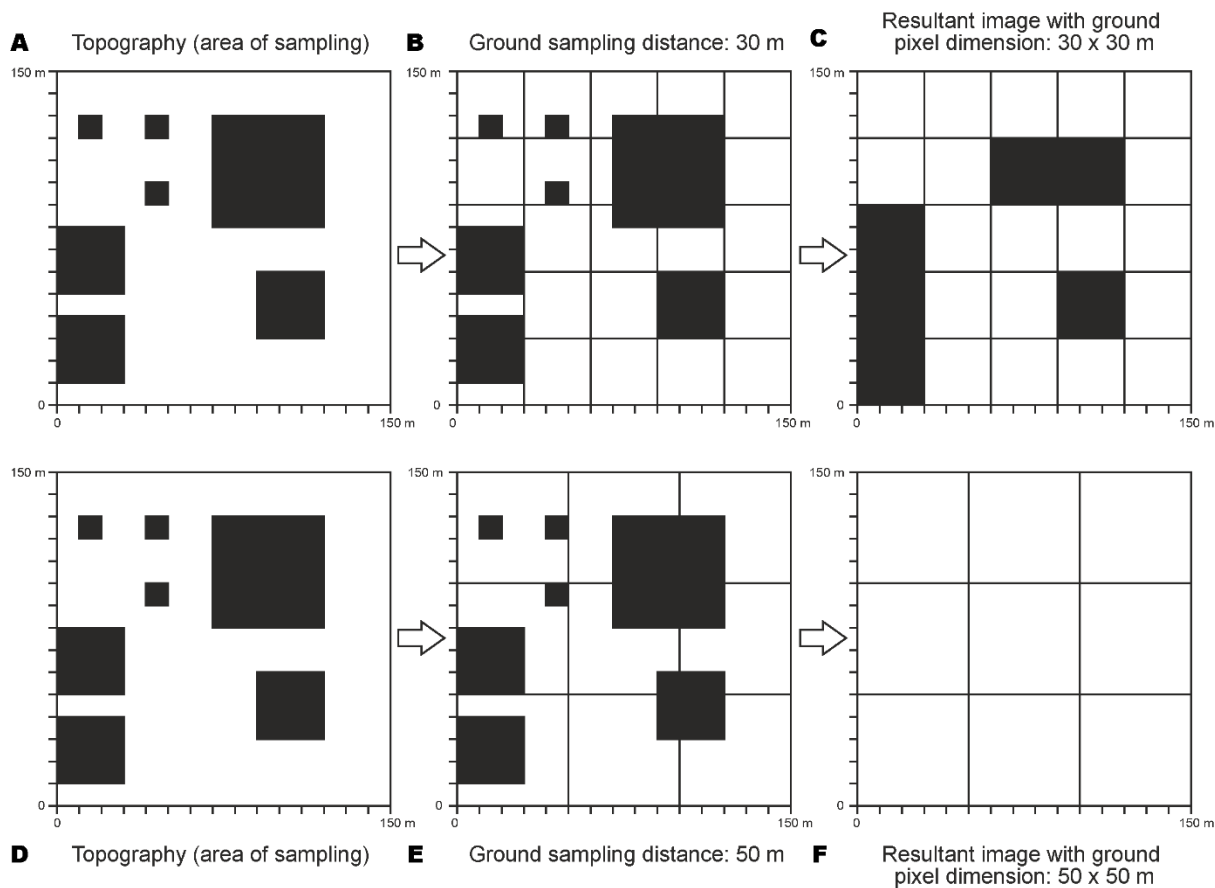 A
Topography (area of sampling)
B
Ground sampling distance: 30 m
C
Resultant image with ground
pixel dimension: 30 x 30 m
150 m
0
0
150 m
150 m
0
0
150 m
150 m
0
0
150 m
150 m
0
0
150 m
150 m
0
0
150 m
150 m
0
0
150 m
D
Topography (area of sampling)
E
Ground sampling distance: 50 m
F
Resultant image with ground
pixel dimension: 50 x 50 m